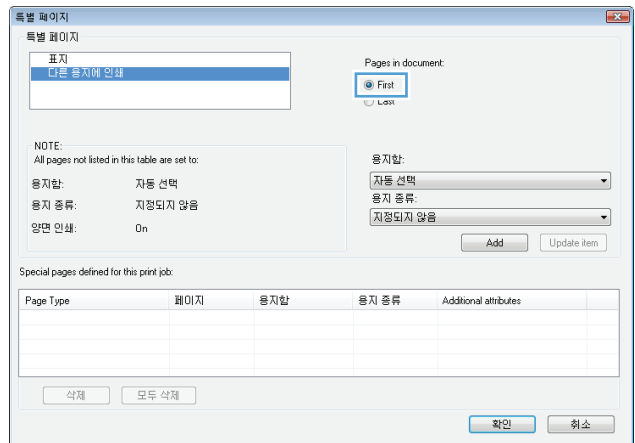 특별 페이지
특별 페이지
표지
다른 용지에 인쇄
Pages in document:
First
Last
NOTE:
All pages not listed in this table are set to:
용지함: 자동 선택
용지 종류: 지정되지 않음
양면 인쇄: On
용지함:
자동 선택
용지 종류:
지정되지 않음
Add Update item
Special pages defined for this print job:
Page Type 페이지 용지함 용지 종류 Additional attributes
삭제 모두 삭제
확인 취소